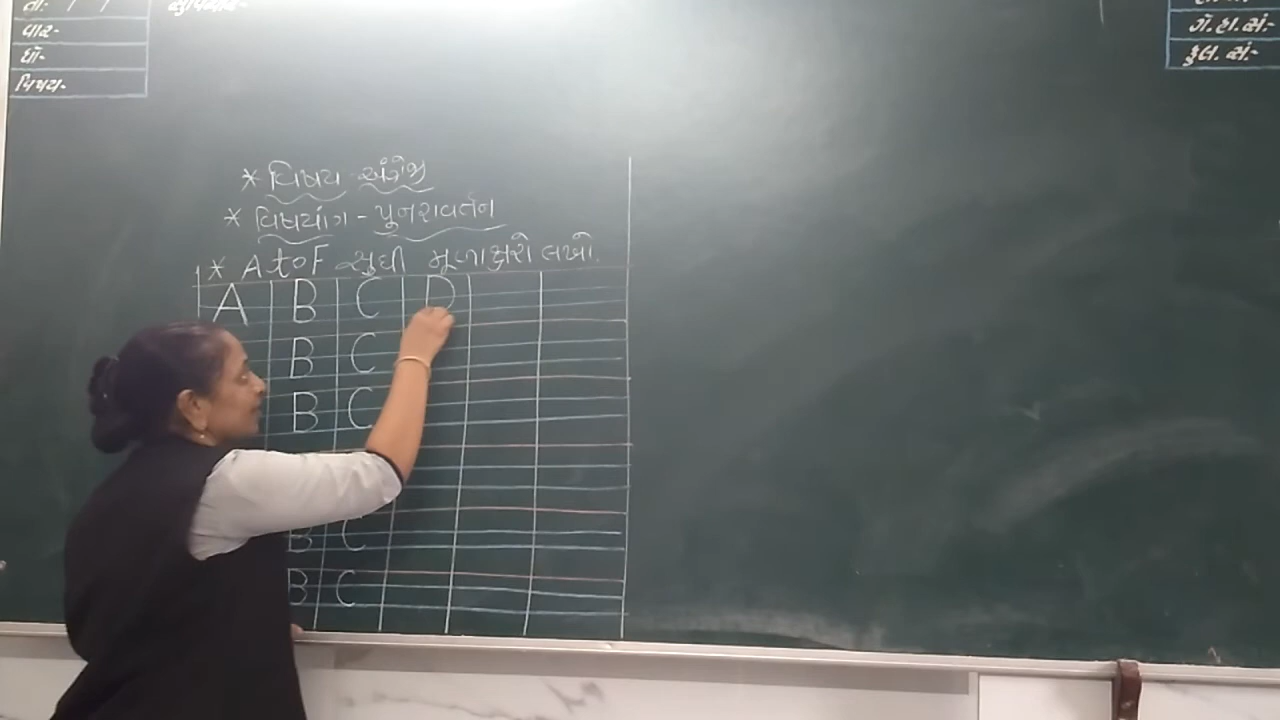 તા:- / /
સુવિચાર-
વાર-
ધો-
વિષય-
ગે.હા.સં:-
કુલ.સં:-
* વિષય - અંગ્રેજી
* વિષયાંગ - પૂનરાવર્તન
* A to F સુધી મૂળાક્ષરો લખો.
A B C D
B C
B C
B C
B C